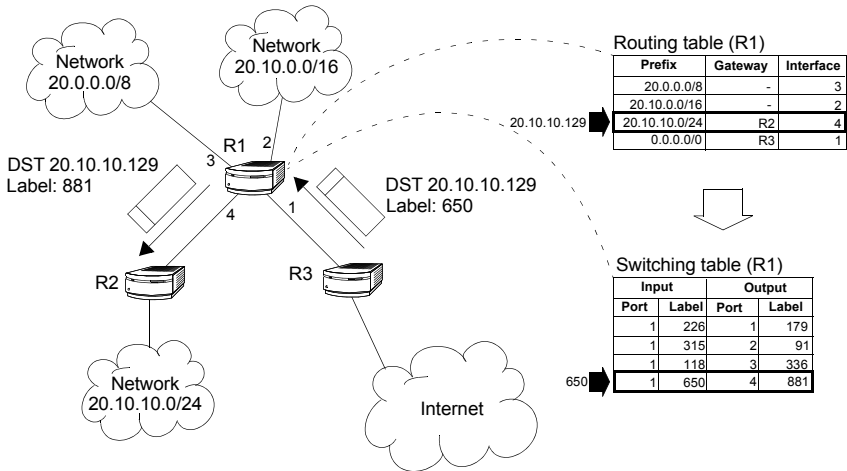 Network
20.0.0.0/8
Network
20.10.0.0/16
R1
2
3
4
1
DST 20.10.10.129
Label: 881
DST 20.10.10.129
Label: 650
R2
R3
Network
20.10.10.0/24
Internet
Routing table (R1)
Prefix Gateway Interface
20.0.0.0/8 - 3
20.10.0.0/16 - 2
20.10.10.129 20.10.10.0/24 R2 4
0.0.0.0/0 R3 1
Switching table (R1)
Input Output
Port Label Port Label
1 226 1 179
1 315 2 91
1 118 3 336
650 1 650 4 881